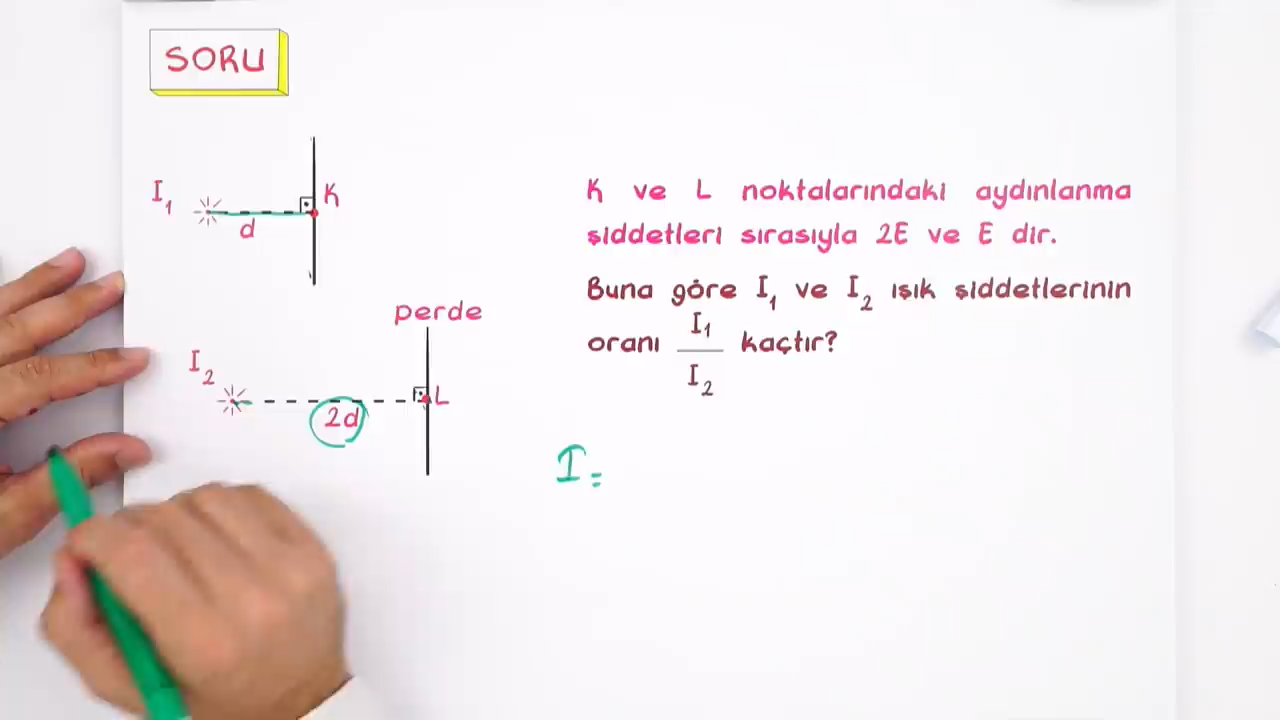 SORU
I₁
K
d
perde
I₂
L
2d
K ve L noktalarındaki aydınlanma
şiddetleri sırasıyla 2E ve E dir.
Buna göre I₁ ve I₂ ışık şiddetlerinin
oranı I₁/I₂ kaçtır?
I =